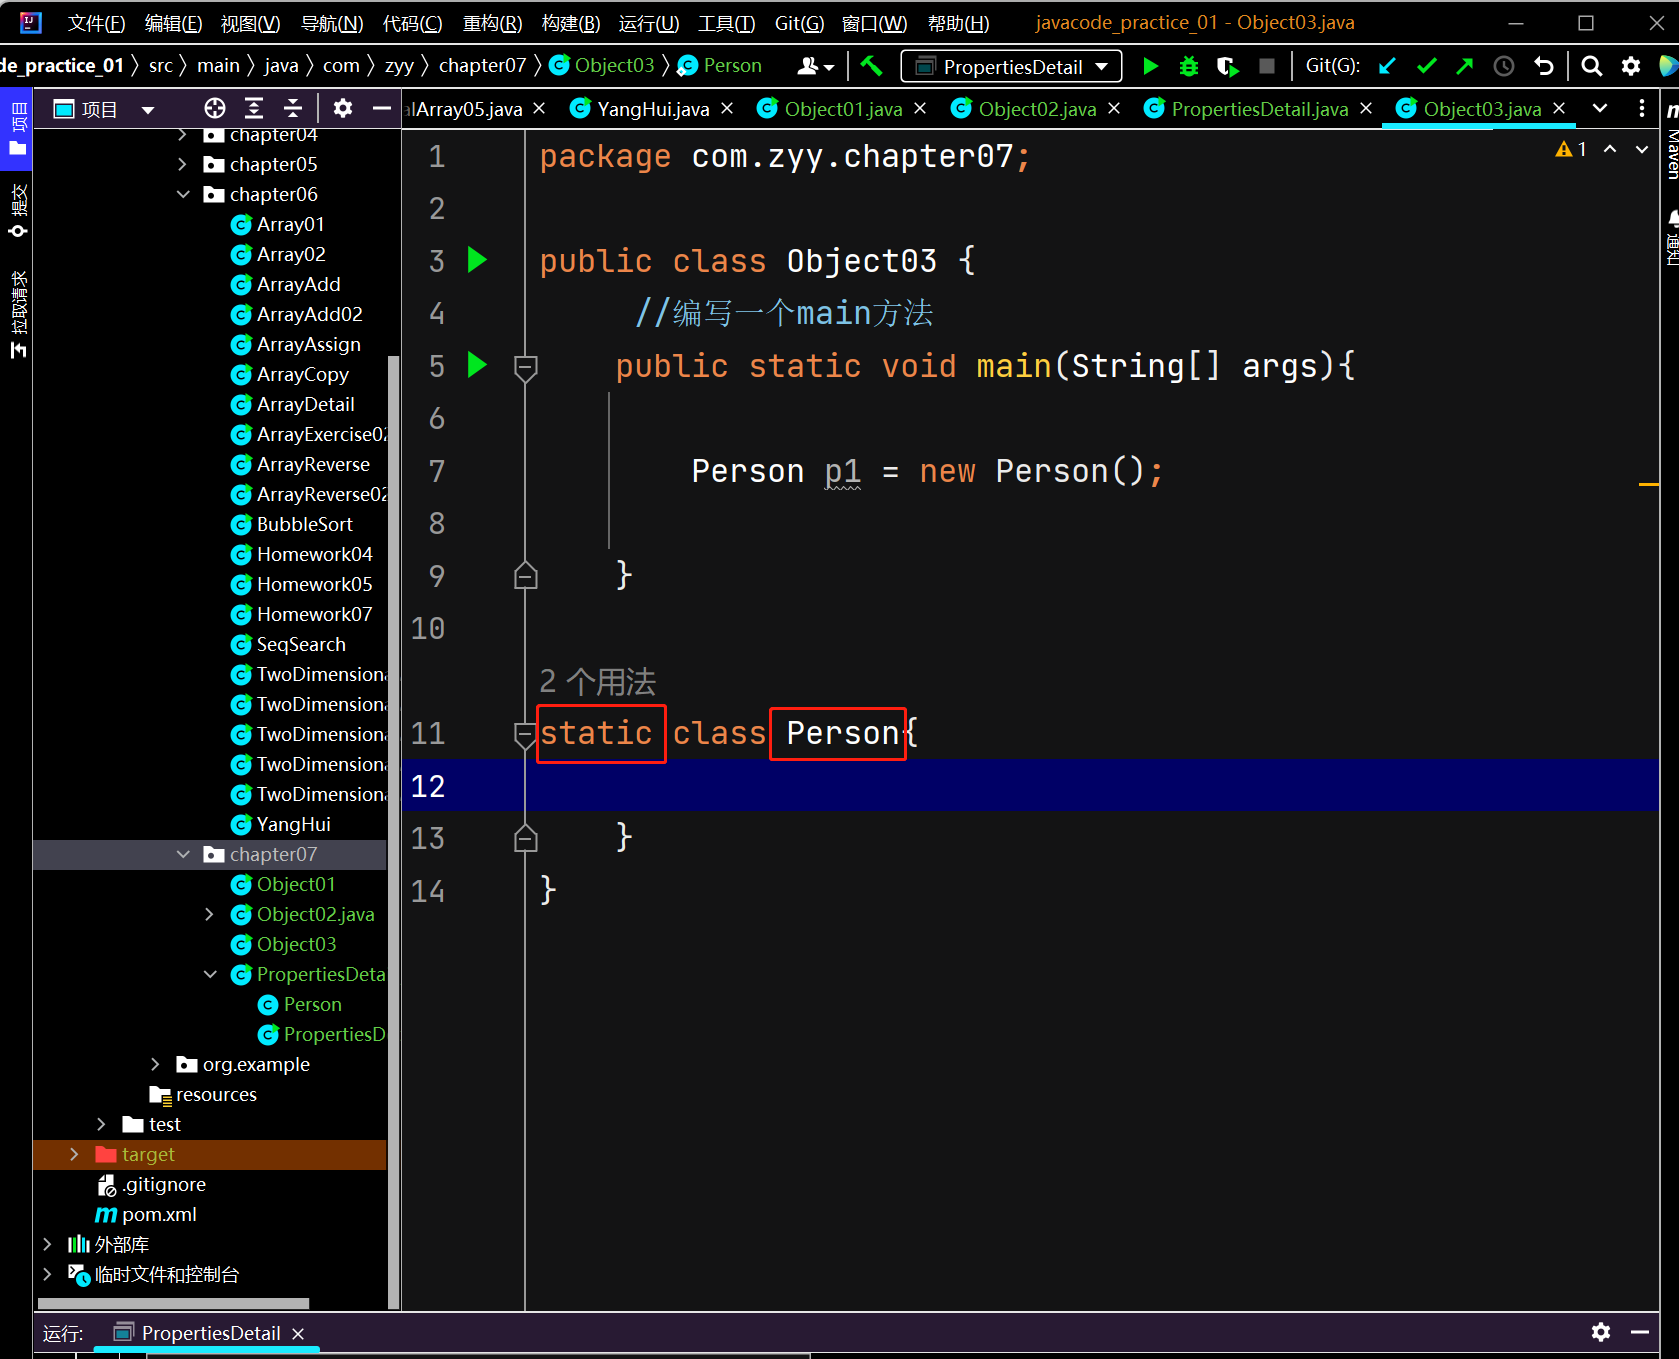 文件(F) 编辑(E) 视图(V) 导航(N) 代码(C) 重构(R) 构建(B) 运行(U) 工具(T) Git(G) 窗口(W) 帮助(H) javacode_practice_01 - Object03.java
de_practice_01 src main java com zyy chapter07 Object03 Person PropertiesDetail Git(G):
项目
提交
拉取请求
项目
alArray05.java YangHui.java Object01.java Object02.java PropertiesDetail.java Object03.java
chapter04
chapter05
chapter06
Array01
Array02
ArrayAdd
ArrayAdd02
ArrayAssign
ArrayCopy
ArrayDetail
ArrayExercise02
ArrayReverse
ArrayReverse02
BubbleSort
Homework04
Homework05
Homework07
SeqSearch
TwoDimensiona
TwoDimensiona
TwoDimensiona
TwoDimensiona
TwoDimensiona
YangHui
chapter07
Object01
Object02.java
Object03
PropertiesDeta
Person
PropertiesD
org.example
resources
test
target
.gitignore
pom.xml
外部库
临时文件和控制台
1 package com.zyy.chapter07;
2
3 public class Object03 {
4 //编写一个main方法
5 public static void main(String[] args){
6
7 Person p1 = new Person();
8
9 }
10
2 个用法
11 static class Person{
12
13 }
14 }
1
Maven
通知
运行: PropertiesDetail